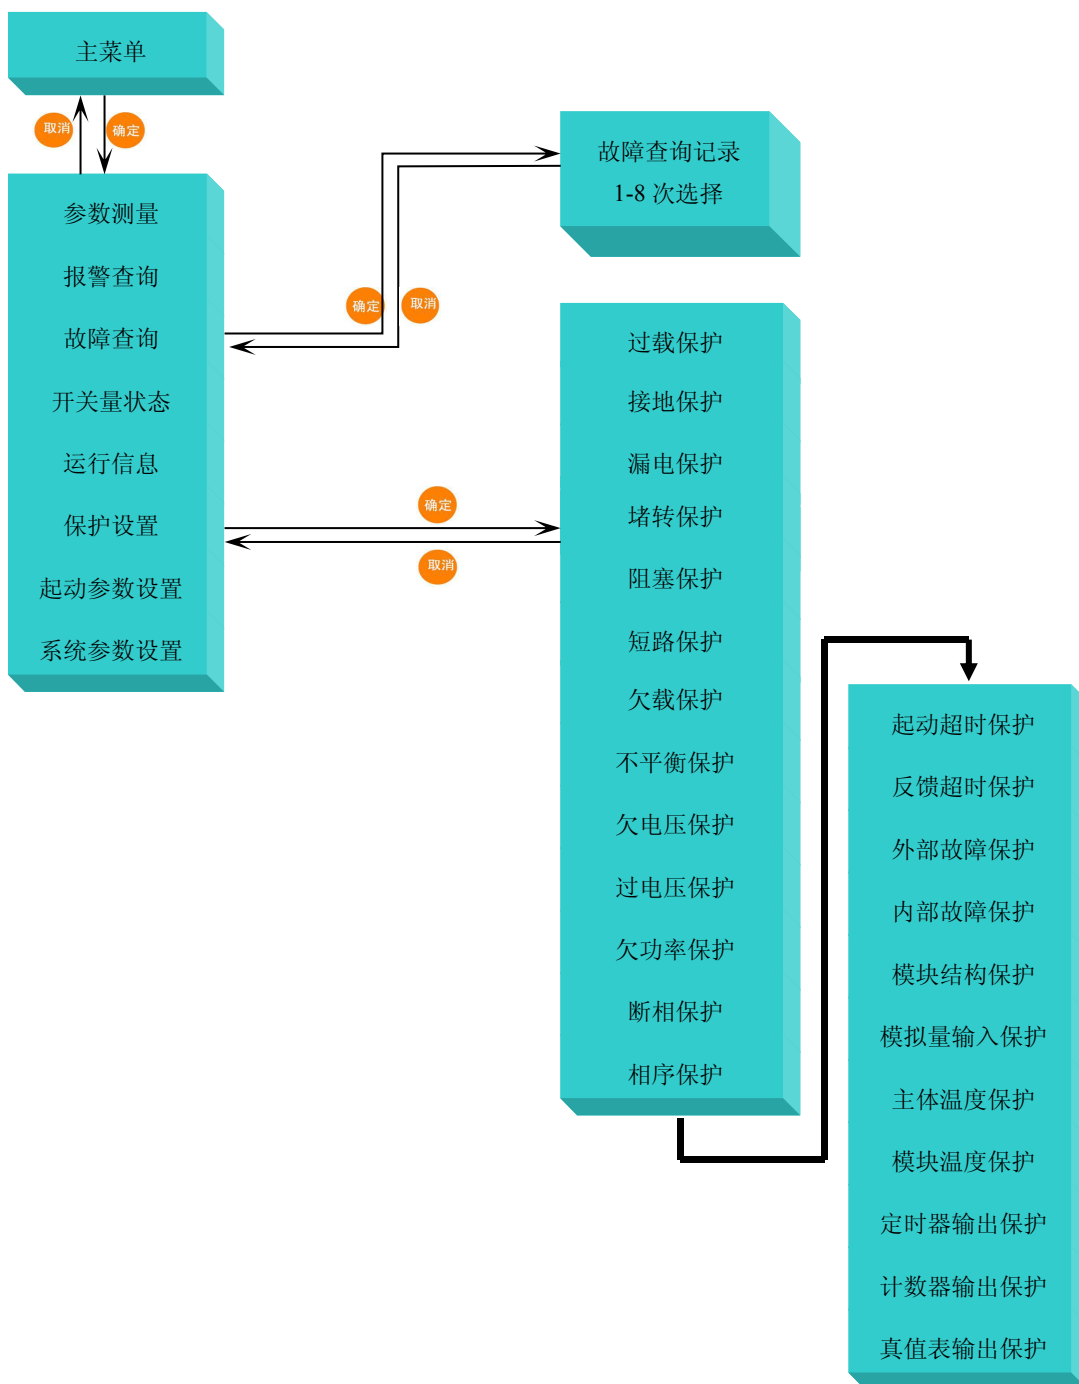 主菜单
取消
确定
参数测量
报警查询
故障查询
开关量状态
运行信息
保护设置
起动参数设置
系统参数设置
确定
取消
故障查询记录
1-8 次选择
确定
取消
过载保护
接地保护
漏电保护
堵转保护
阻塞保护
短路保护
欠载保护
不平衡保护
欠电压保护
过电压保护
欠功率保护
断相保护
相序保护
起动超时保护
反馈超时保护
外部故障保护
内部故障保护
模块结构保护
模拟量输入保护
主体温度保护
模块温度保护
定时器输出保护
计数器输出保护
真值表输出保护